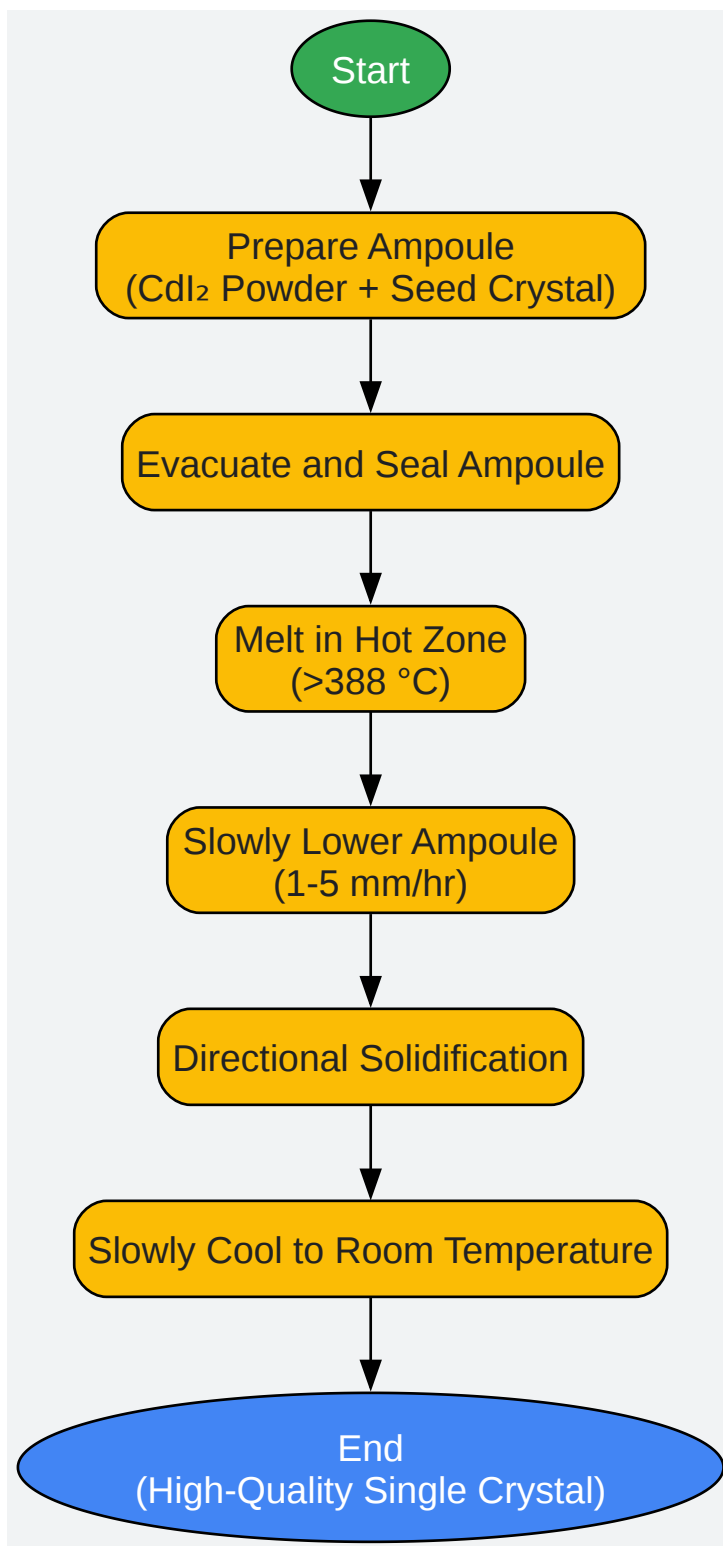 Start
Prepare Ampoule
(CdI₂ Powder + Seed Crystal)
Evacuate and Seal Ampoule
Melt in Hot Zone
(>388 °C)
Slowly Lower Ampoule
(1-5 mm/hr)
Directional Solidification
Slowly Cool to Room Temperature
End
(High-Quality Single Crystal)